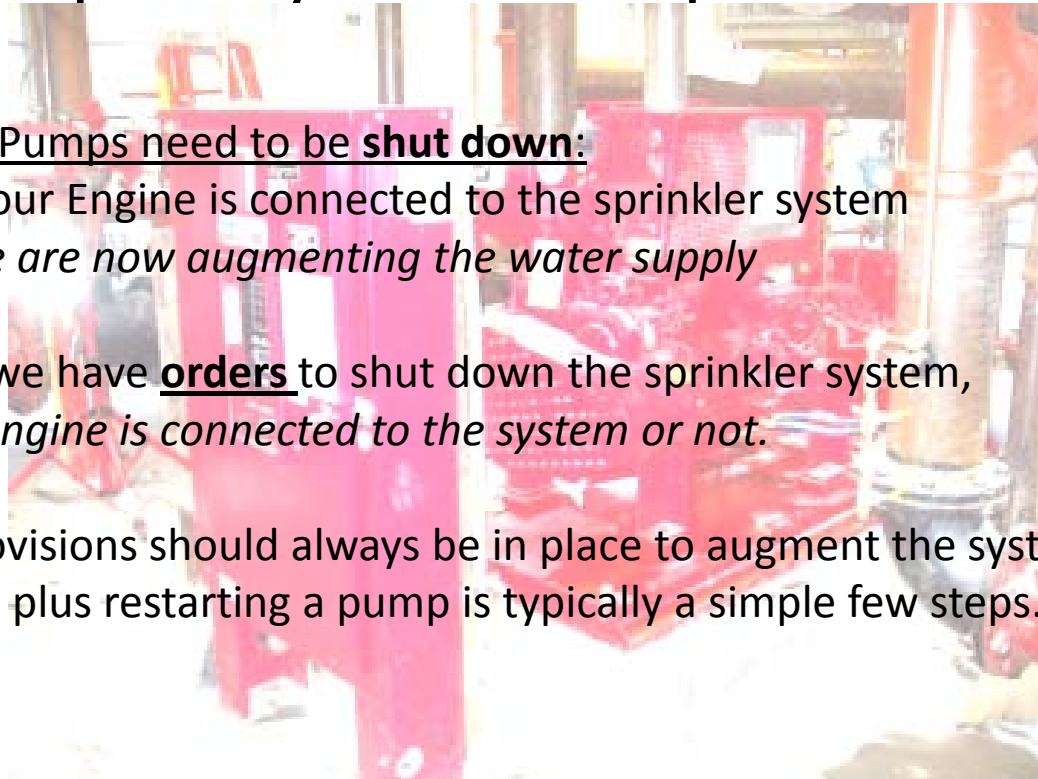 Pumps need to be shut down:
our Engine is connected to the sprinkler system
e are now augmenting the water supply
we have orders to shut down the sprinkler system,
ngine is connected to the system or not.
ovisions should always be in place to augment the syst
plus restarting a pump is typically a simple few steps.